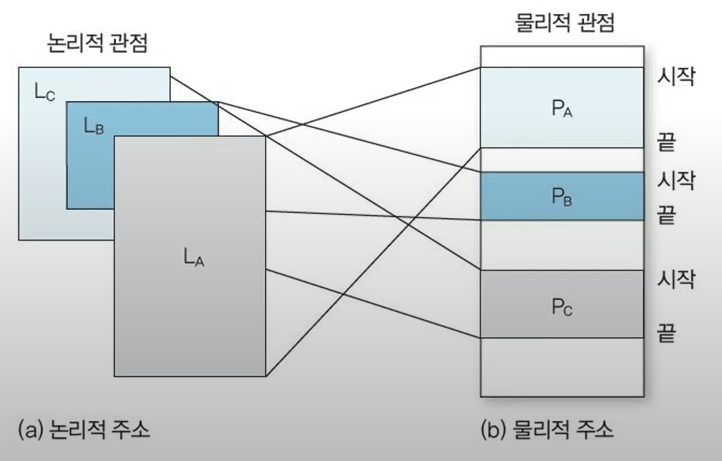 논리적 관점
L_C
L_B
L_A
(a) 논리적 주소
물리적 관점
P_A
시작
끝
P_B
시작
끝
P_C
시작
끝
(b) 물리적 주소